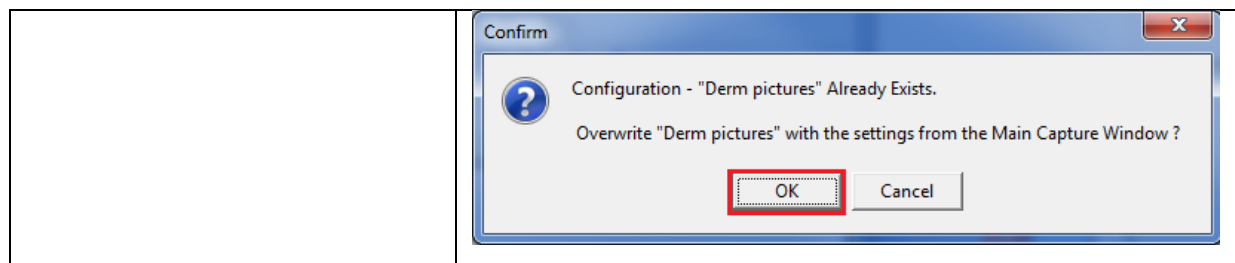 Confirm
x
Configuration - "Derm pictures" Already Exists.
Overwrite "Derm pictures" with the settings from the Main Capture Window ?
OK Cancel